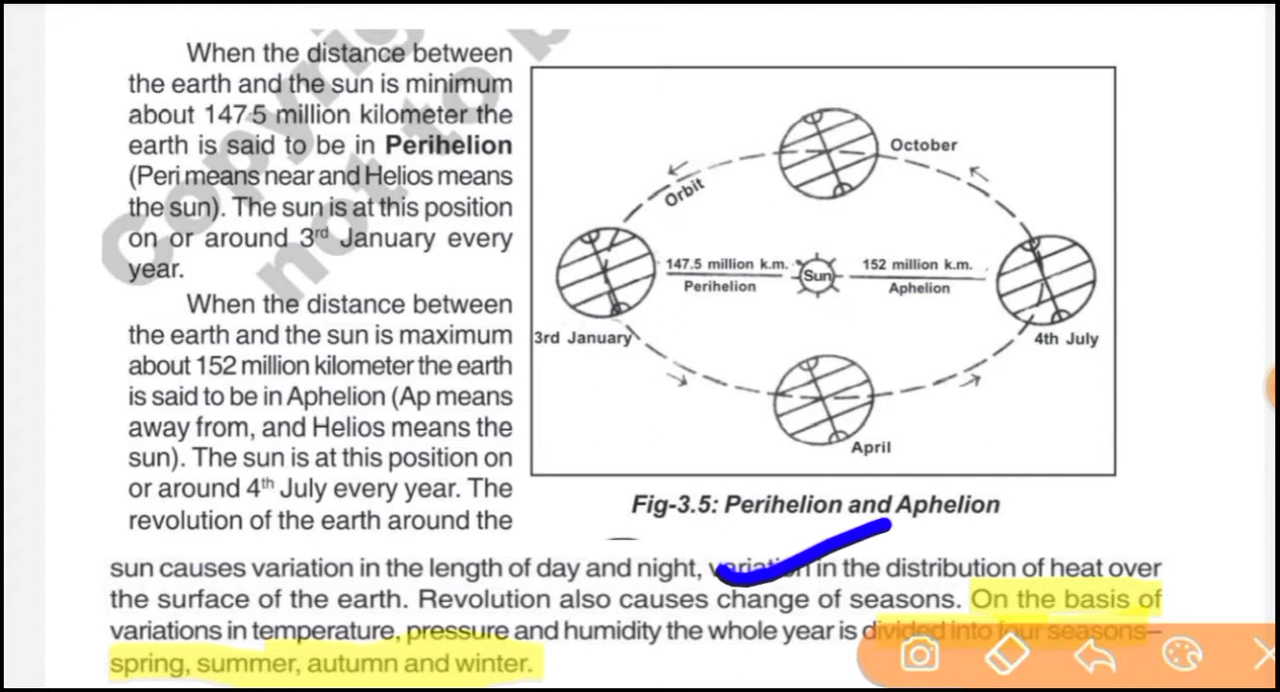 When the distance between
the earth and the sun is minimum
about 147·5 million kilometer the
earth is said to be in Perihelion
(Peri means near and Helios means
the sun). The sun is at this position
on or around 3rd January every
year.
When the distance between
the earth and the sun is maximum
about 152 million kilometer the earth
is said to be in Aphelion (Ap means
away from, and Helios means the
sun). The sun is at this position on
or around 4th July every year. The
revolution of the earth around the
October
Orbit
147.5 million k.m.
Perihelion
Sun
152 million k.m.
Aphelion
3rd January
4th July
April
Fig-3.5: Perihelion and Aphelion
sun causes variation in the length of day and night, variation in the distribution of heat over
the surface of the earth. Revolution also causes change of seasons. On the basis of
variations in temperature, pressure and humidity the whole year is divided into four seasons–
spring, summer, autumn and winter.
Copyrig
not to b